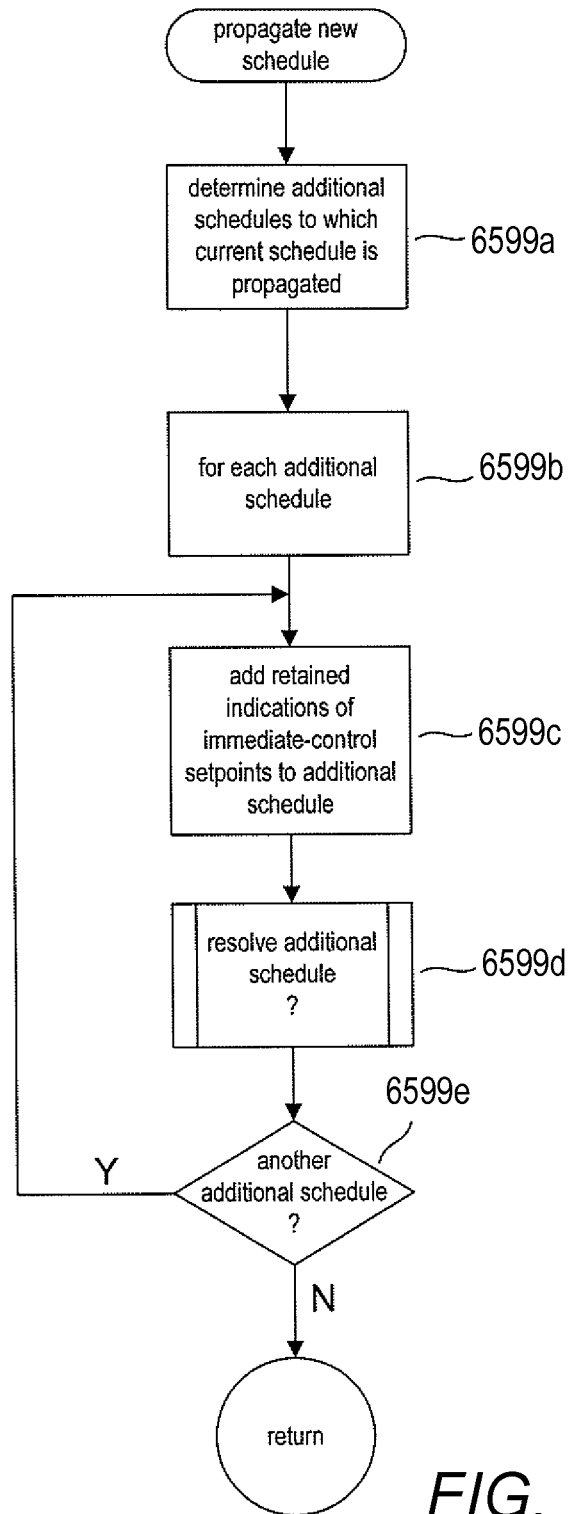 propagate new
schedule
determine additional
schedules to which
current schedule is
propagated
6599a
for each additional
schedule
6599b
add retained
indications of
immediate-control
setpoints to additional
schedule
6599c
resolve additional
schedule
?
6599d
6599e
Y
another
additional schedule
?
N
return
FIG.